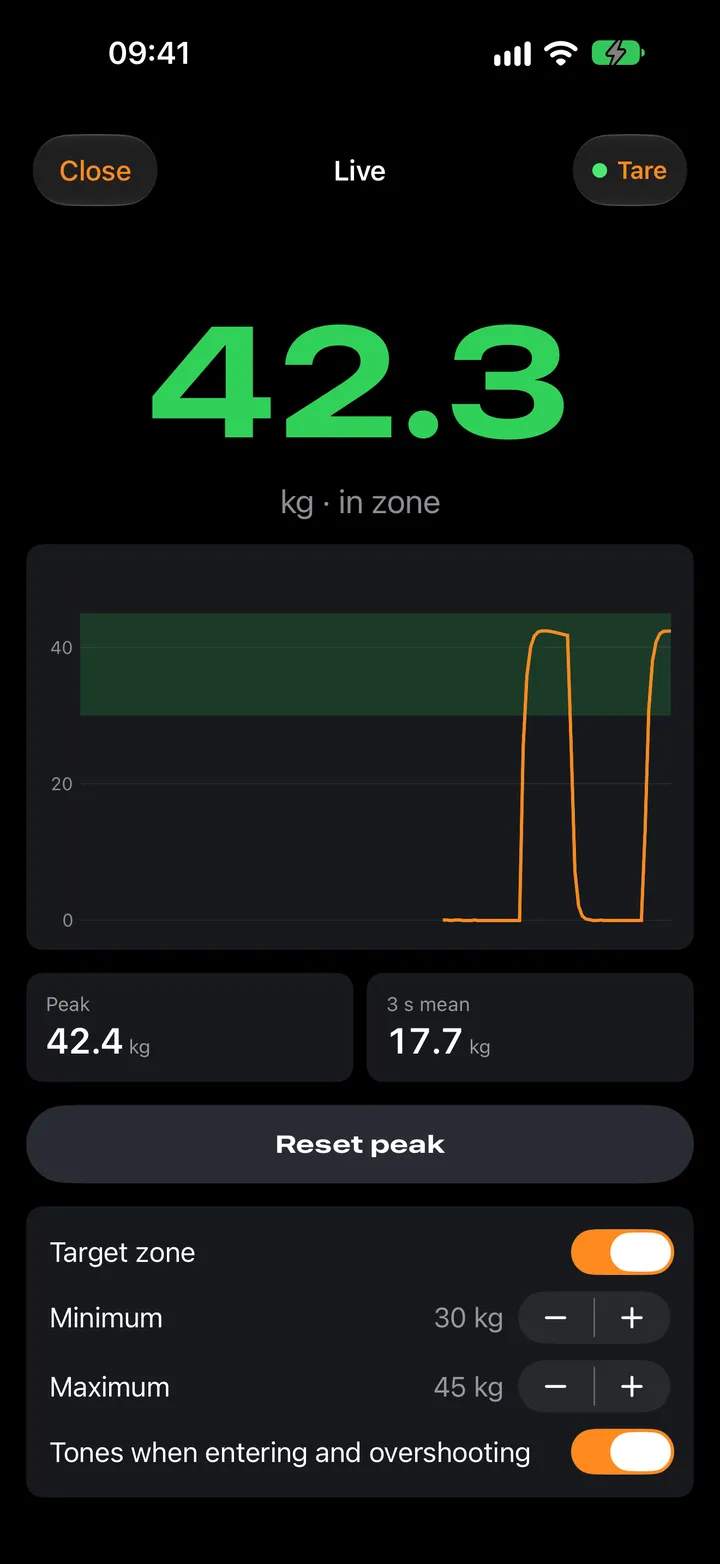 09:41
Close
Live
Tare
42.3
kg · in zone
40
20
0
Peak
42.4 kg
3 s mean
17.7 kg
Reset peak
Target zone
Minimum 30 kg − +
Maximum 45 kg − +
Tones when entering and overshooting